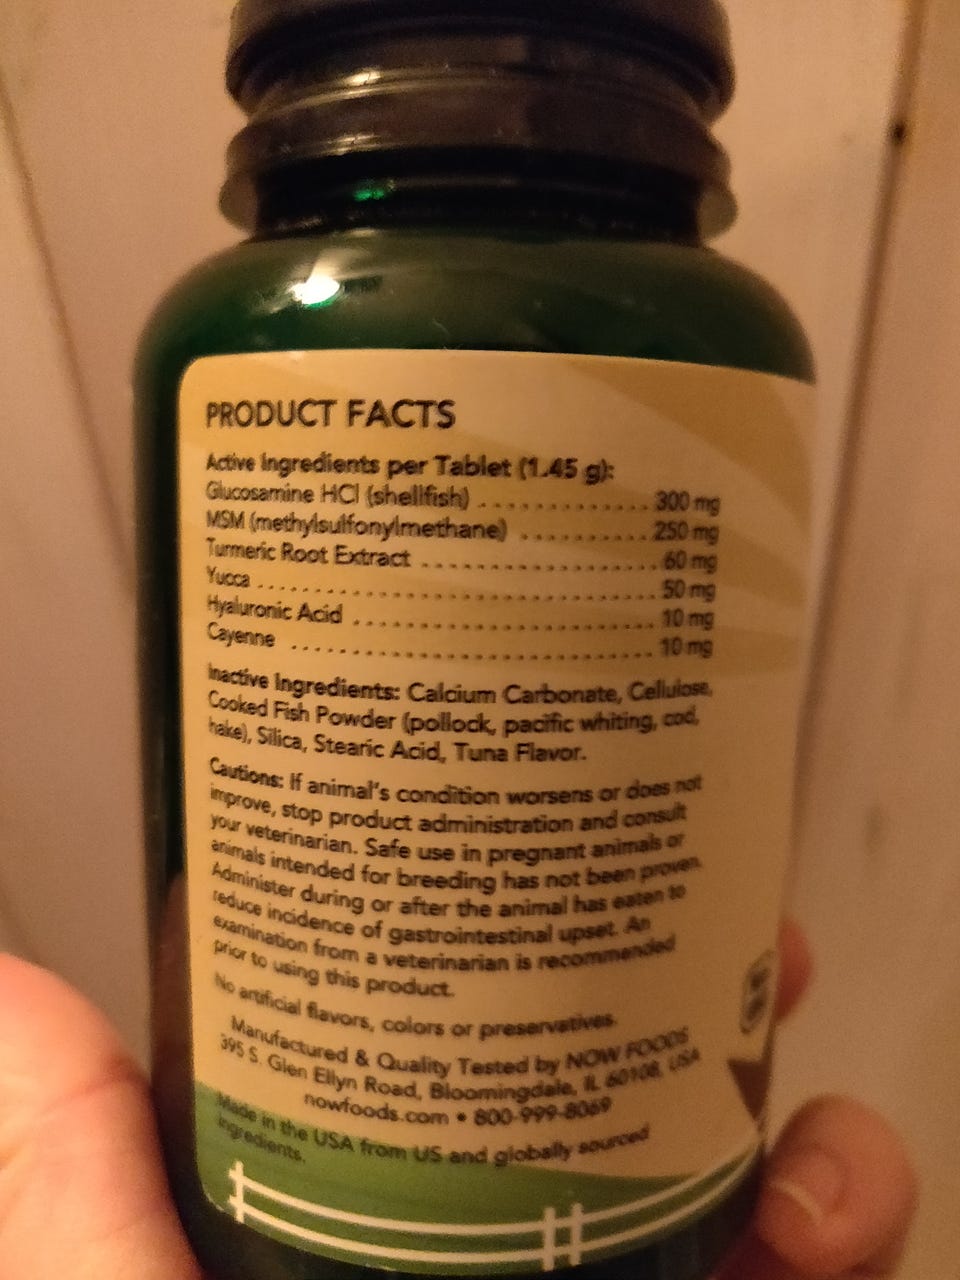 PRODUCT FACTS
Active Ingredients per Tablet (1.45 g):
Glucosamine HCl (shellfish) ................ 300 mg
MSM (methylsulfonylmethane) ............ 250 mg
Turmeric Root Extract ........................ 60 mg
Yucca ........................................ 50 mg
Hyaluronic Acid .............................. 10 mg
Cayenne ...................................... 10 mg
Inactive Ingredients: Calcium Carbonate, Cellulose,
Cooked Fish Powder (pollock, pacific whiting, cod,
hake), Silica, Stearic Acid, Tuna Flavor.
Cautions: If animal's condition worsens or does not
improve, stop product administration and consult
your veterinarian. Safe use in pregnant animals or
animals intended for breeding has not been proven.
Administer during or after the animal has eaten to
reduce incidence of gastrointestinal upset. An
examination from a veterinarian is recommended
prior to using this product.
No artificial flavors, colors or preservatives.
Manufactured & Quality Tested by NOW FOODS
395 S. Glen Ellyn Road, Bloomingdale, IL 60108, USA
nowfoods.com • 800-999-8069
Made in the USA from US and globally sourced
ingredients.